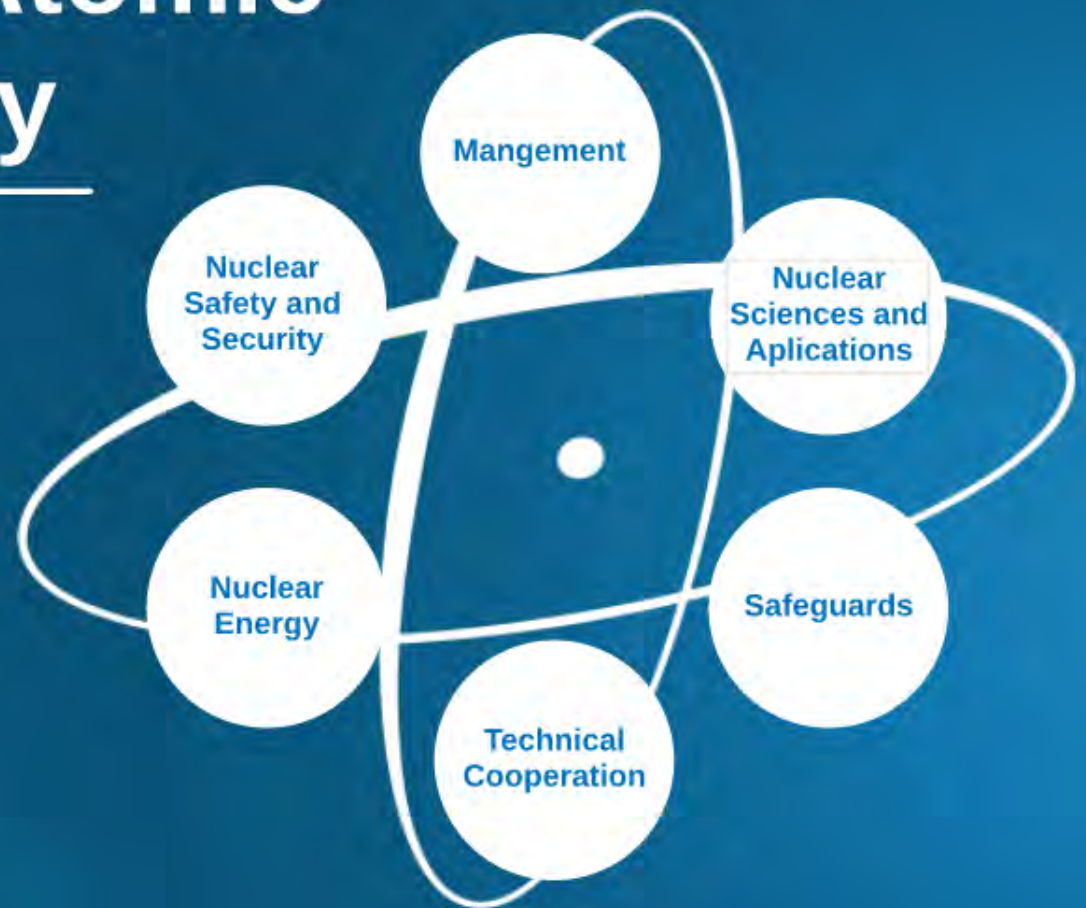 y
Mangement
Nuclear
Safety and
Security
Nuclear
Sciences and
Aplications
Nuclear
Energy
Safeguards
Technical
Cooperation